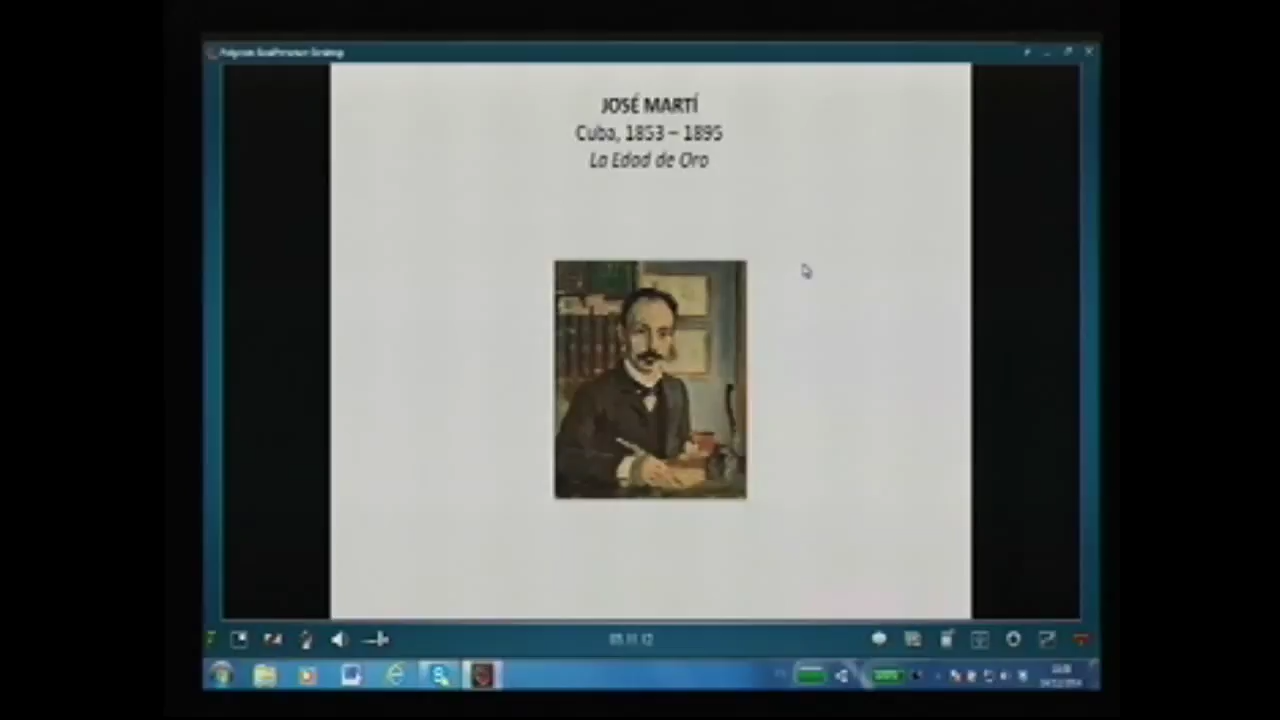 JOSÉ MARTÍ
Cuba, 1853 – 1895
La Edad de Oro